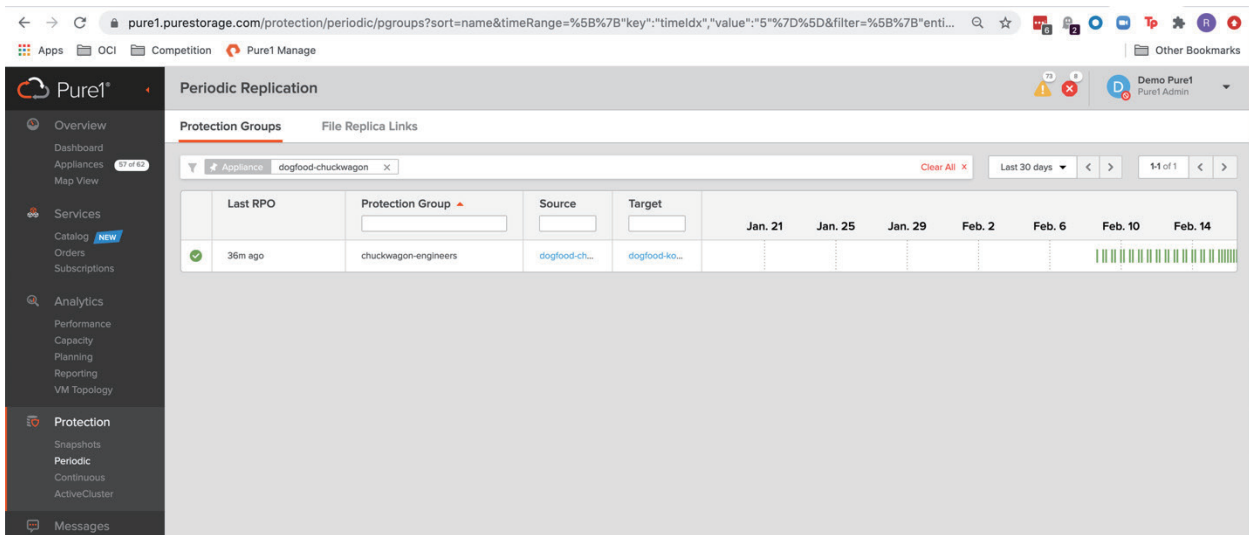 pure1.purestorage.com/protection/periodic/pgroups?sort=name&timeRange=%5B%7B"key":"timeIdx","value":"5"%7D%5D&filter=%5B%7B"enti...
6
2
Tp
R
Apps OCI Competition Pure1 Manage Other Bookmarks
Pure1®
Periodic Replication
73
8
D
Demo Pure1
Pure1 Admin
Overview
Dashboard
Appliances 57 of 62
Map View
Services
Catalog NEW
Orders
Subscriptions
Analytics
Performance
Capacity
Planning
Reporting
VM Topology
Protection
Snapshots
Periodic
Continuous
ActiveCluster
Messages
Protection Groups File Replica Links
Appliance dogfood-chuckwagon × Clear All × Last 30 days < > 1-1 of 1 < >
Last RPO Protection Group Source Target
Jan. 21 Jan. 25 Jan. 29 Feb. 2 Feb. 6 Feb. 10 Feb. 14
36m ago chuckwagon-engineers dogfood-ch... dogfood-ko...